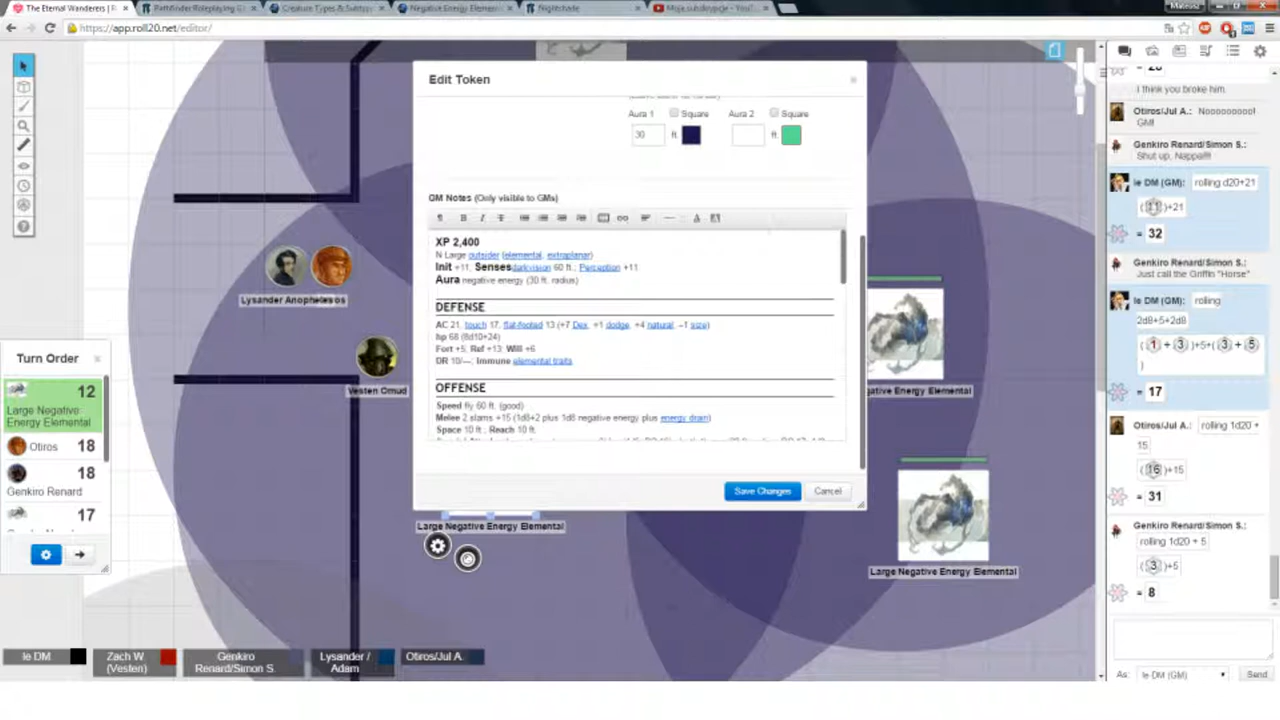 The Eternal Wanderers | R
Pathfinder Roleplaying G
Creature Types & Subtyp
Negative Energy Element
Nightshade
Moje subskrypcje - YouT
Mateusz
https://app.roll20.net/editor/
Edit Token
Aura 1 Square Aura 2 Square
30 ft. ft.
GM Notes (Only visible to GMs)
XP 2,400
N Large outsider (elemental, extraplanar)
Init +11; Senses darkvision 60 ft.; Perception +11
Aura negative energy (30 ft. radius)
DEFENSE
AC 21, touch 17, flat-footed 13 (+7 Dex, +1 dodge, +4 natural, –1 size)
hp 68 (8d10+24)
Fort +5, Ref +13; Will +6
DR 10/—; Immune elemental traits
OFFENSE
Speed fly 60 ft. (good)
Melee 2 slams +15 (1d8+2 plus 1d8 negative energy plus energy drain)
Space 10 ft.; Reach 10 ft.
Save Changes
Cancel
Lysander Anopheles
Vesten Omud
Turn Order
12
Large Negative
Energy Elemental
Otiros 18
18
Genkiro Renard
17
Large Negative Energy Elemental
Negative Energy Elemental
Large Negative Energy Elemental
le DM
Zach W.
(Vesten)
Genkiro
Renard/Simon S.
Lysander /
Adam
Otiros/Jul A.
I think you broke him.
Otiros/Jul A.: Nooooooooo!
GM!
Genkiro Renard/Simon S.:
Shut up, Nappa!!!!
le DM (GM): rolling d20+21
(11)+21
= 32
Genkiro Renard/Simon S.:
Just call the Griffin "Horse"
le DM (GM): rolling
2d8+5+2d8
(1 + 3)+5+(3 + 5
)
= 17
Otiros/Jul A.: rolling 1d20 +
15
(16)+15
= 31
Genkiro Renard/Simon S.:
rolling 1d20 + 5
(3)+5
= 8
As: le DM (GM)
Send